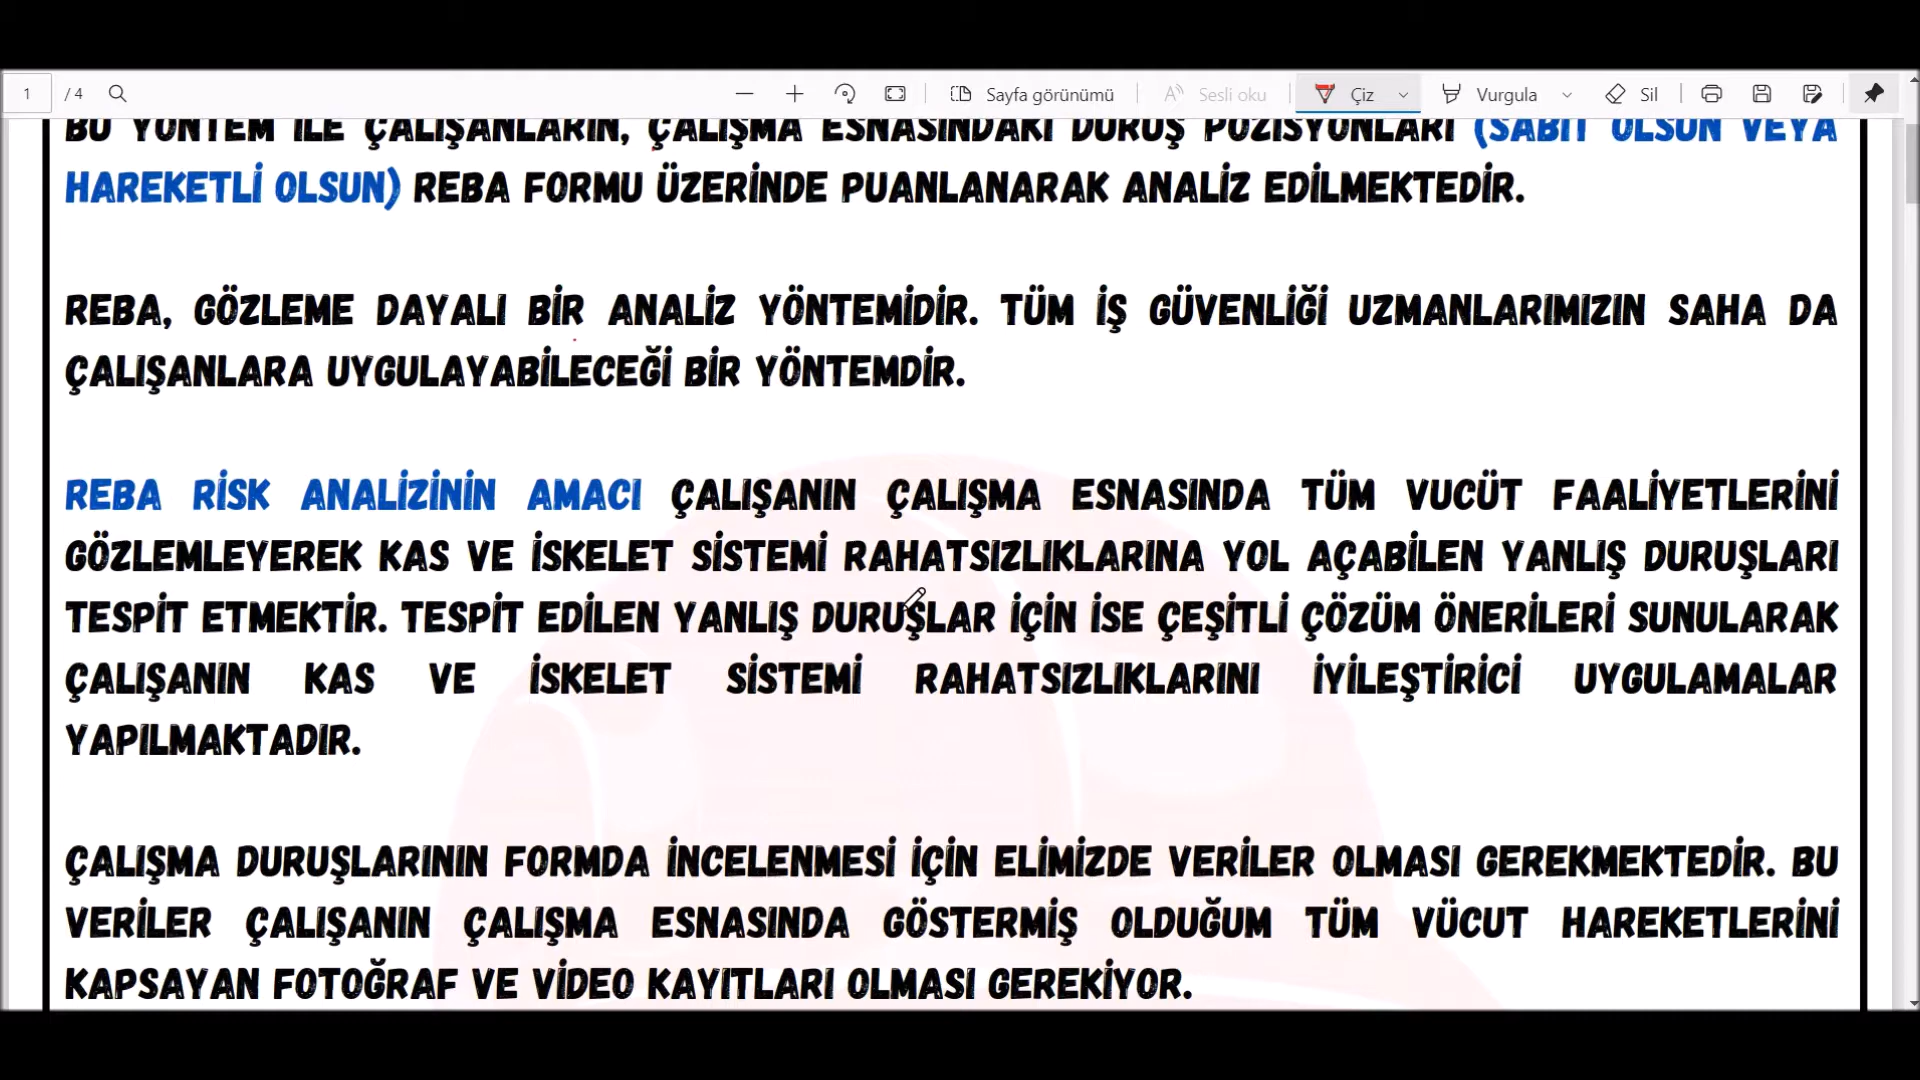 1 / 4 Sayfa görünümü Sesli oku Çiz Vurgula Sil
BU YÖNTEM İLE ÇALIŞANLARIN, ÇALIŞMA ESNASINDAKİ DURUŞ POZİSYONLARI (SABİT OLSUN VEYA
HAREKETLİ OLSUN) REBA FORMU ÜZERİNDE PUANLANARAK ANALİZ EDİLMEKTEDİR.
REBA, GÖZLEME DAYALI BİR ANALİZ YÖNTEMİDİR. TÜM İŞ GÜVENLİĞİ UZMANLARIMIZIN SAHA DA
ÇALIŞANLARA UYGULAYABİLECEĞİ BİR YÖNTEMDİR.
REBA RİSK ANALİZİNİN AMACI ÇALIŞANIN ÇALIŞMA ESNASINDA TÜM VUCÜT FAALİYETLERİNİ
GÖZLEMLEYEREK KAS VE İSKELET SİSTEMİ RAHATSIZLIKLARINA YOL AÇABİLEN YANLIŞ DURUŞLARI
TESPİT ETMEKTİR. TESPİT EDİLEN YANLIŞ DURUŞLAR İÇİN İSE ÇEŞİTLİ ÇÖZÜM ÖNERİLERİ SUNULARAK
ÇALIŞANIN KAS VE İSKELET SİSTEMİ RAHATSIZLIKLARINI İYİLEŞTİRİCİ UYGULAMALAR
YAPILMAKTADIR.
ÇALIŞMA DURUŞLARININ FORMDA İNCELENMESİ İÇİN ELİMİZDE VERİLER OLMASI GEREKMEKTEDİR. BU
VERİLER ÇALIŞANIN ÇALIŞMA ESNASINDA GÖSTERMİŞ OLDUĞUM TÜM VÜCUT HAREKETLERİNİ
KAPSAYAN FOTOĞRAF VE VİDEO KAYITLARI OLMASI GEREKİYOR.